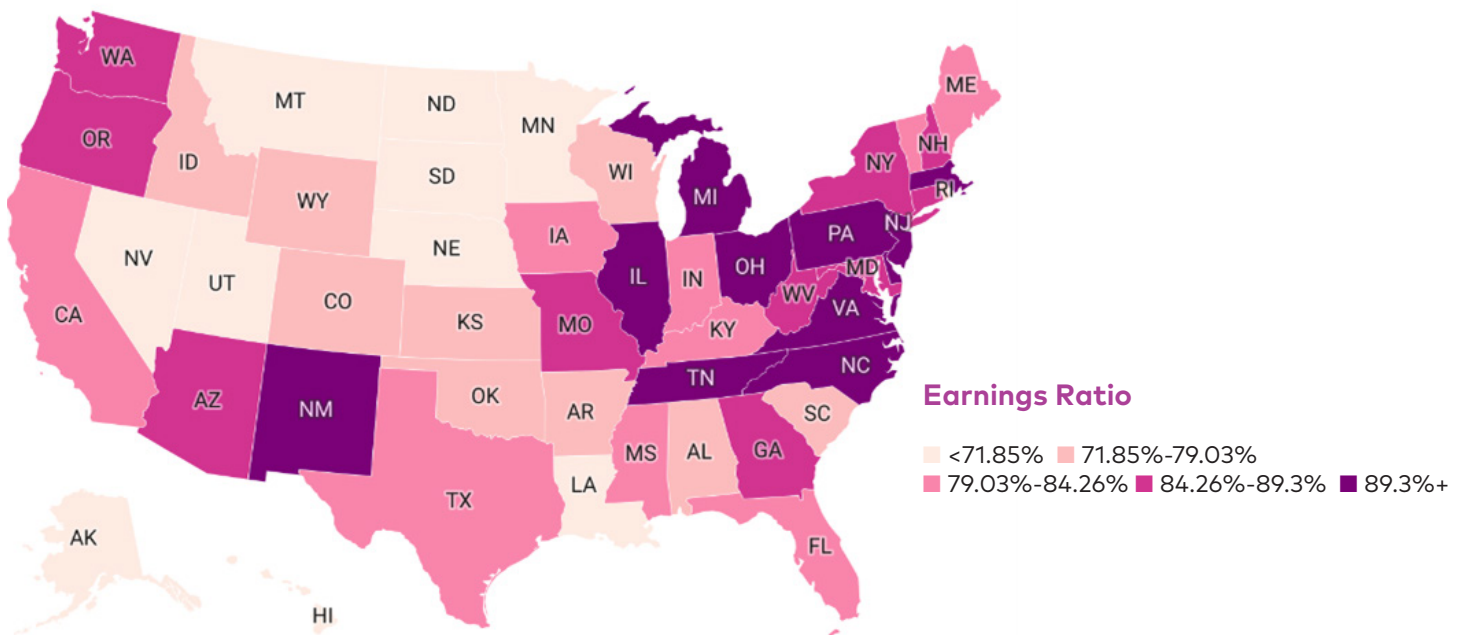 WA
ME
MT
ND
MN
OR
NH
NY
ID
WI
SD
RI
MI
WY
NJ
PA
IA
NE
NV
OH
MD
IL
IN
UT
WV
CO
VA
CA
KS
MO
KY
NC
TN
OK
AZ
NM
AR
SC
MS
AL
GA
LA
TX
AK
FL
HI
Earnings Ratio
<71.85% 71.85%-79.03%
79.03%-84.26% 84.26%-89.3% 89.3%+